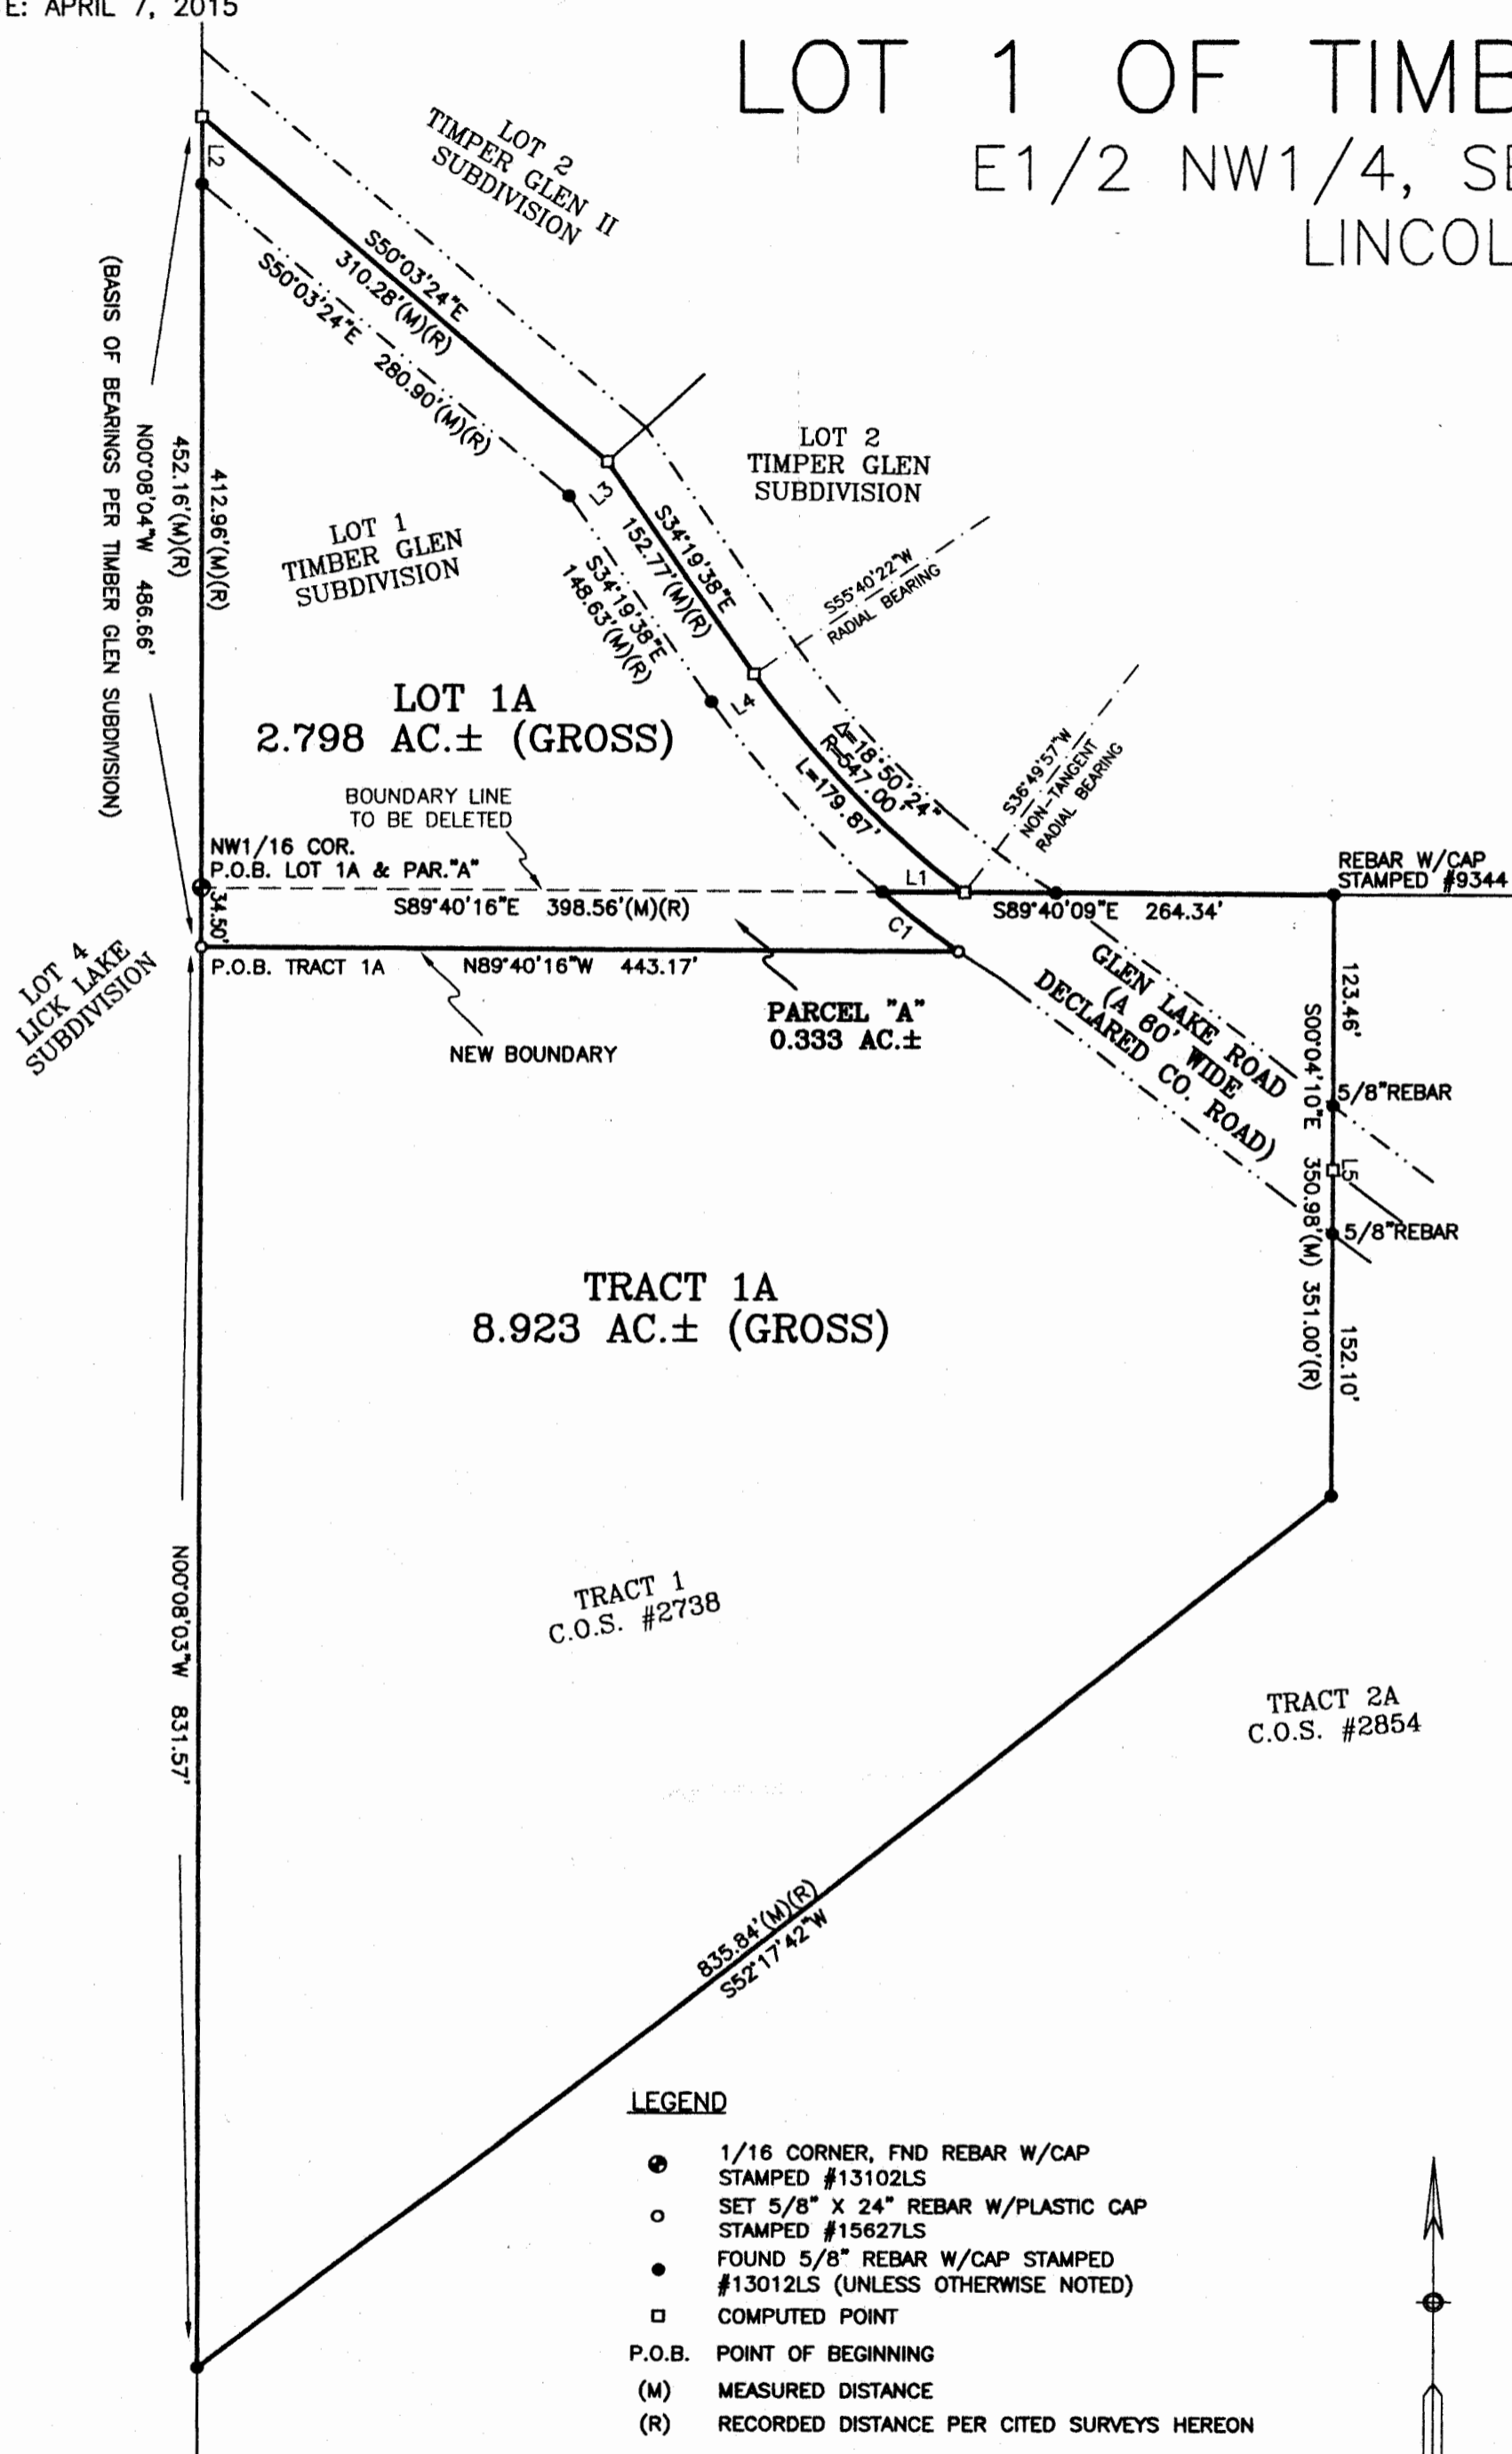 E: APRIL 7, 2015
LOT 1 OF TIMB
E1/2 NW1/4, SE
LINCOL
LOT 2
TIMPER GLEN II
SUBDIVISION
L2
S50°03'24"E
310.28'(M)(R)
S50°03'24"E 280.90'(M)(R)
(BASIS OF BEARINGS PER TIMBER GLEN SUBDIVISION)
N00°08'04"W 486.66'
452.16'(M)(R)
412.96'(M)(R)
LOT 1
TIMBER GLEN
SUBDIVISION
LOT 2
TIMPER GLEN
SUBDIVISION
L3
S34°19'38"E
152.77'(M)(R)
S34°19'38"E
148.63'(M)(R)
S55°40'22"W
RADIAL BEARING
L4
LOT 1A
2.798 AC.± (GROSS)
Δ=18°50'24"
R=547.00'
L=179.87'
S36°49'57"W
NON-TANGENT
RADIAL BEARING
BOUNDARY LINE
TO BE DELETED
NW1/16 COR.
P.O.B. LOT 1A & PAR."A"
REBAR W/CAP
STAMPED #9344
L1
S89°40'16"E 398.56'(M)(R)
S89°40'09"E 264.34'
34.50'
C1
LOT 4
LICK LAKE
SUBDIVISION
P.O.B. TRACT 1A
N89°40'16"W 443.17'
PARCEL "A"
0.333 AC.±
NEW BOUNDARY
GLEN LAKE ROAD
(A 60' WIDE
DECLARED CO. ROAD)
123.46'
S00°04'10"E 350.98'(M) 351.00'(R)
5/8"REBAR
L5
5/8"REBAR
152.10'
TRACT 1A
8.923 AC.± (GROSS)
N00°08'03"W 831.57'
TRACT 1
C.O.S. #2738
TRACT 2A
C.O.S. #2854
835.84'(M)(R)
S52°17'42"W
LEGEND
1/16 CORNER, FND REBAR W/CAP
STAMPED #13102LS
SET 5/8" X 24" REBAR W/PLASTIC CAP
STAMPED #15627LS
FOUND 5/8" REBAR W/CAP STAMPED
#13012LS (UNLESS OTHERWISE NOTED)
COMPUTED POINT
P.O.B. POINT OF BEGINNING
(M) MEASURED DISTANCE
(R) RECORDED DISTANCE PER CITED SURVEYS HEREON